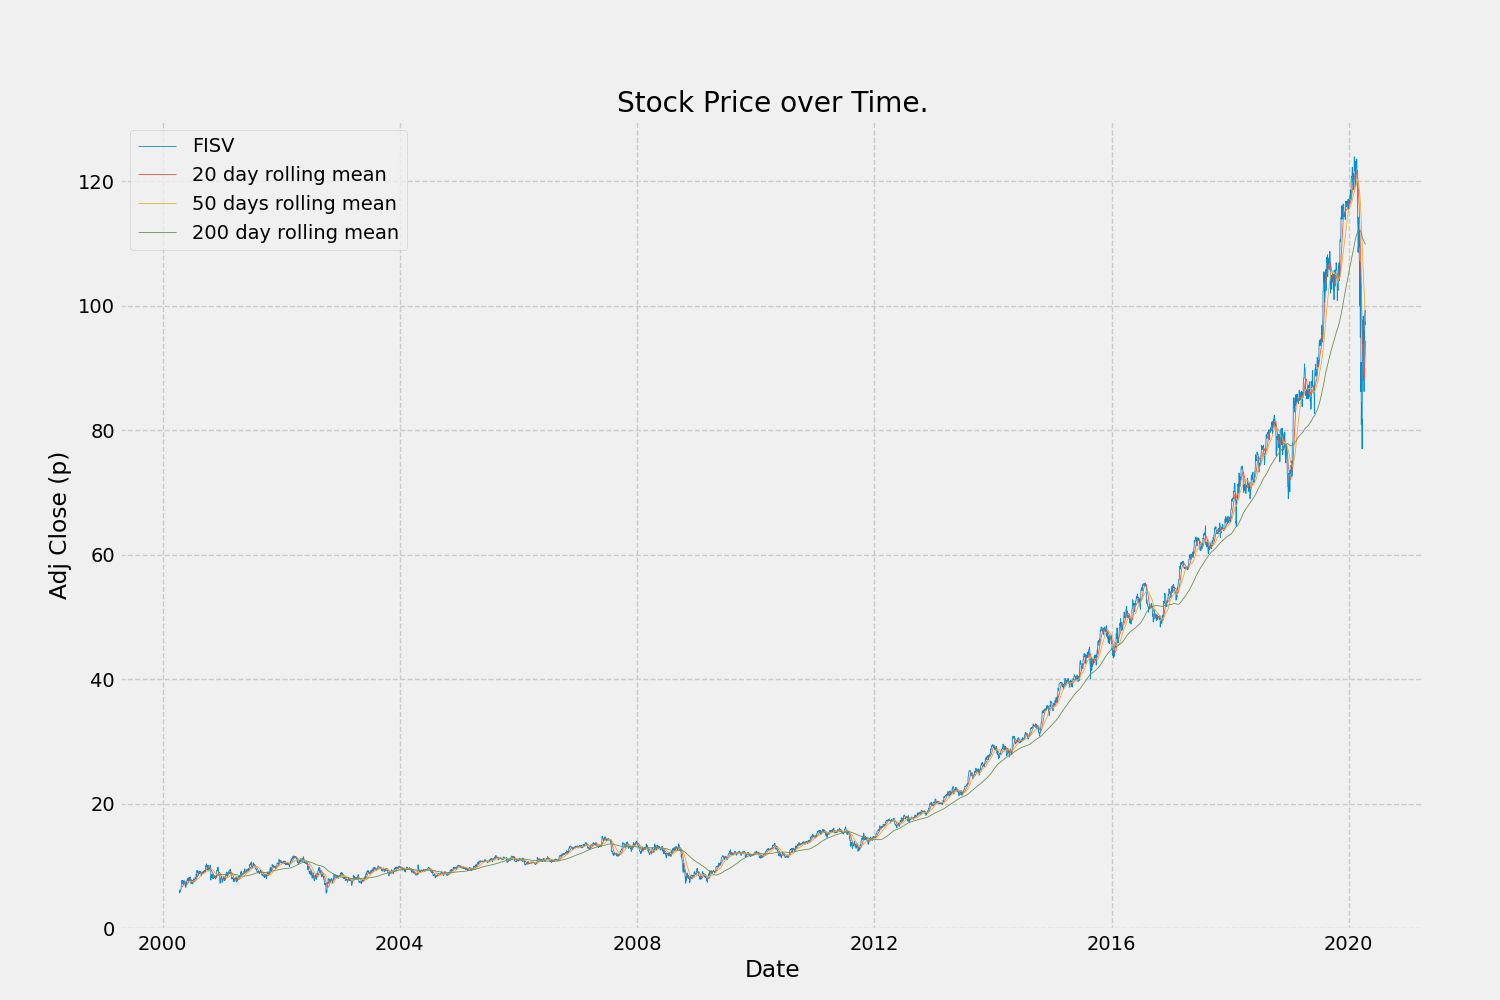 Stock Price over Time.
FISV
20 day rolling mean
50 days rolling mean
200 day rolling mean
120
100
80
60
40
20
0
Adj Close (p)
2000 2004 2008 2012 2016 2020
Date